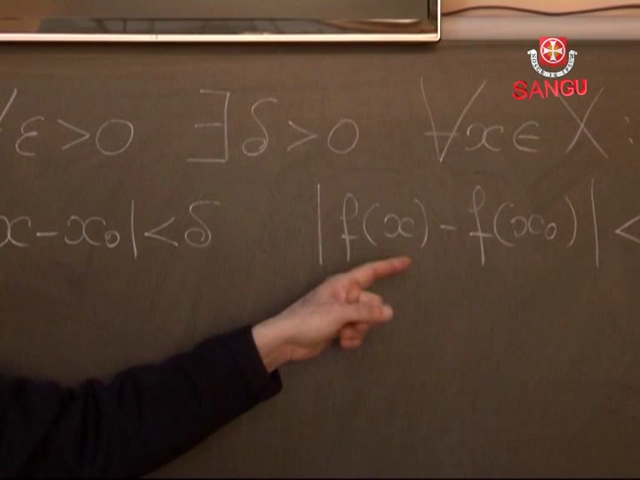 SANGU
∀ε>0 ∃δ>0 ∀x∈X:
x-x₀|<δ |f(x)-f(x₀)|<